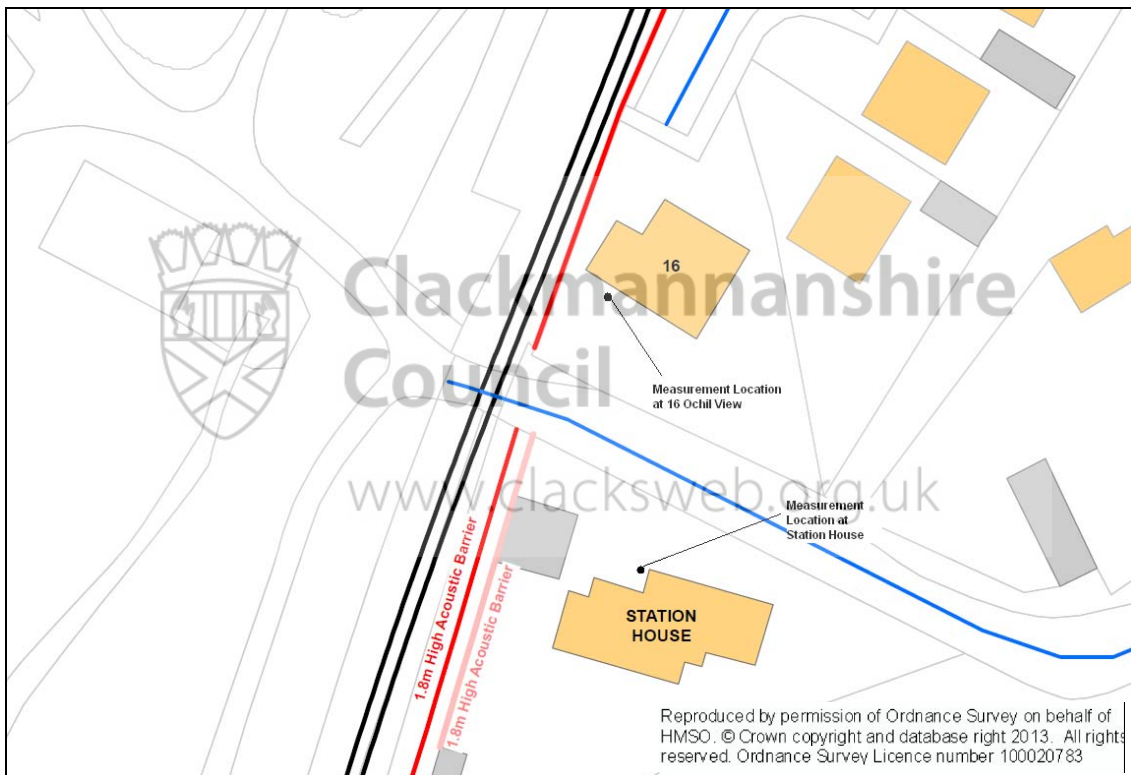 16
Clackmannanshire
Council
Measurement Location
at 16 Ochil View
www.clacksweb.org.uk
Measurement
Location at
Station House
1.8m High Acoustic Barrier
1.8m High Acoustic Barrier
STATION
HOUSE
Reproduced by permission of Ordnance Survey on behalf of
HMSO. © Crown copyright and database right 2013. All rights
reserved. Ordnance Survey Licence number 100020783